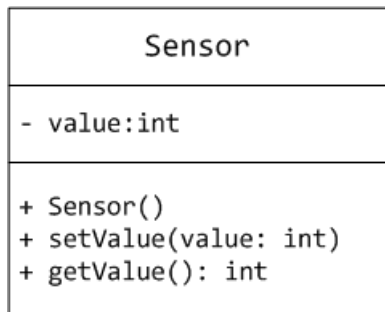 Sensor
- value:int
+ Sensor()
+ setValue(value: int)
+ getValue(): int